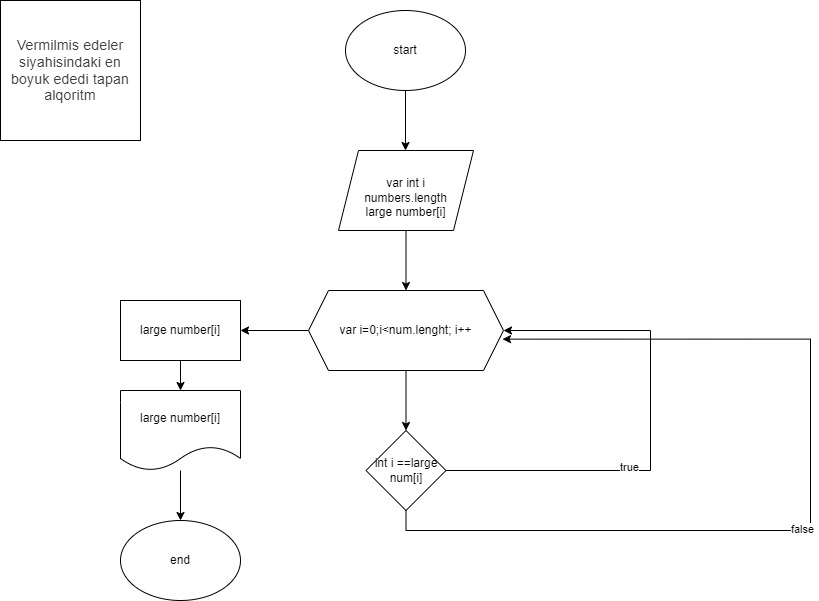 Vermilmis edeler
siyahisindaki en
boyuk ededi tapan
alqoritm
start
var int i
numbers.length
large number[i]
large number[i]
var i=0;i<num.lenght; i++
large number[i]
int i ==large
num[i]
true
false
end